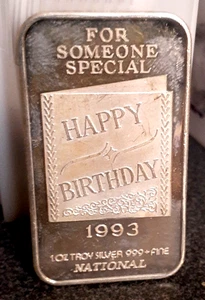 FOR
SOMEONE
SPECIAL
HAPPY
BIRTHDAY
1993
1 OZ TROY SILVER 999+FINE
NATIONAL